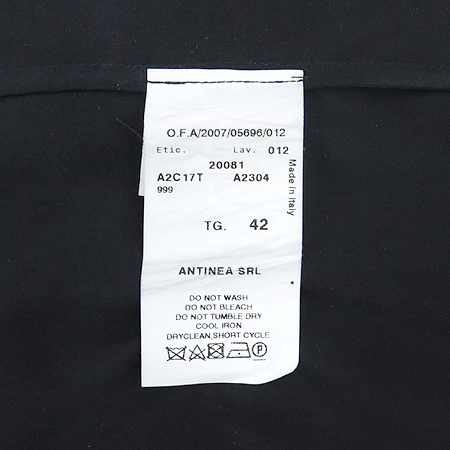 O.F.A/2007/05696/012
Etic. Lav. 012
20081
A2C17T A2304
999
Made in Italy
TG. 42
ANTINEA SRL
DO NOT WASH
DO NOT BLEACH
DO NOT TUMBLE DRY
COOL IRON
DRYCLEAN,SHORT CYCLE
P